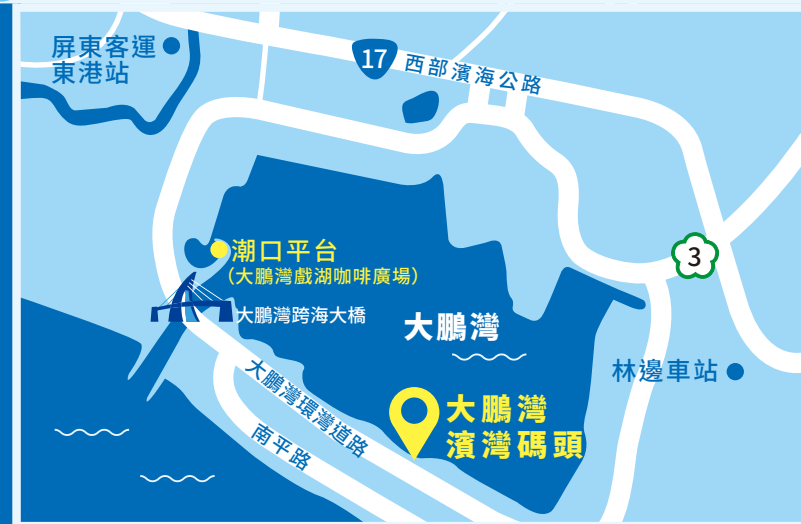 屏東客運
東港站
17
西部濱海公路
潮口平台
(大鵬灣戲湖咖啡廣場)
大鵬灣跨海大橋
大鵬灣
3
林邊車站
大鵬灣環灣道路
南平路
大鵬灣
濱灣碼頭